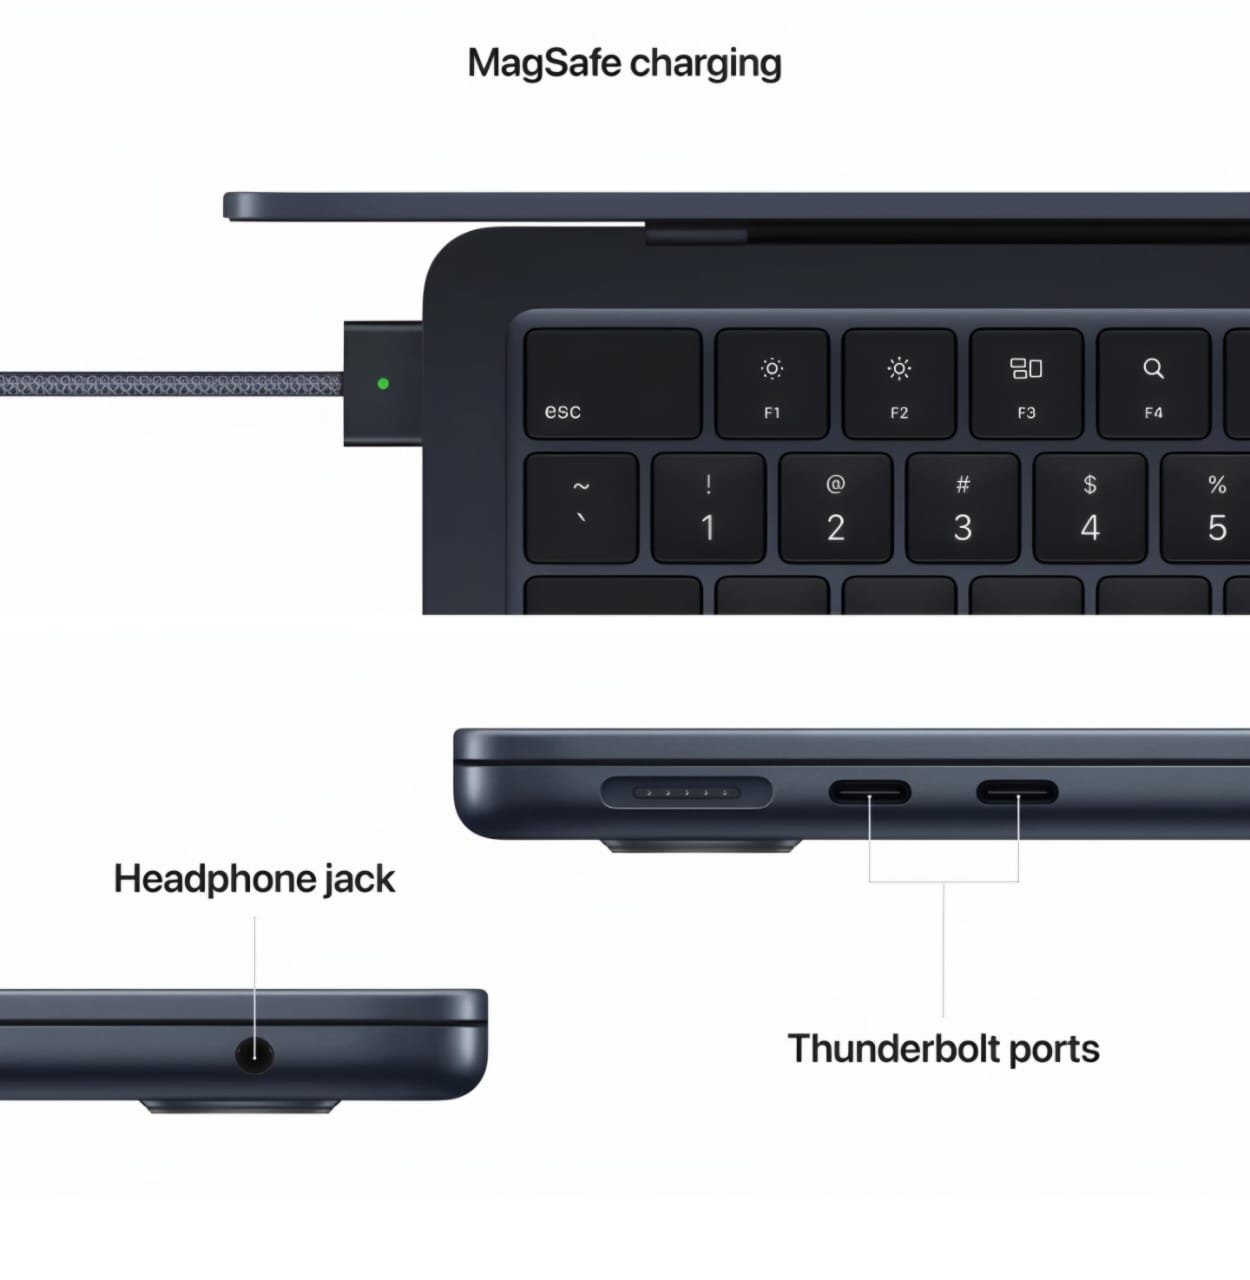 MagSafe charging
esc
F1
F2
F3
F4
~
`
!
1
@
2
#
3
$
4
%
5
Headphone jack
Thunderbolt ports